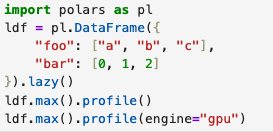 import polars as pl
ldf = pl.DataFrame({
    "foo": ["a", "b", "c"],
    "bar": [0, 1, 2]
}).lazy()
ldf.max().profile()
ldf.max().profile(engine="gpu")